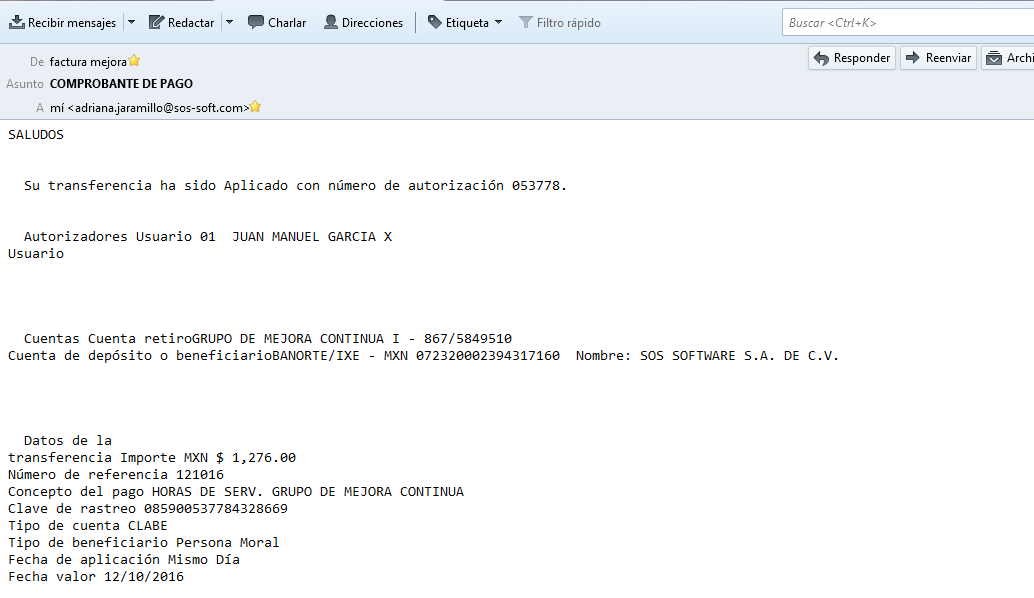 Recibir mensajes Redactar Charlar Direcciones Etiqueta Filtro rápido Buscar <Ctrl+K>
De factura mejora Responder Reenviar Archi
Asunto COMPROBANTE DE PAGO
A mí <adriana.jaramillo@sos-soft.com>
SALUDOS
Su transferencia ha sido Aplicado con número de autorización 053778.
Autorizadores Usuario 01 JUAN MANUEL GARCIA X
Usuario
Cuentas Cuenta retiroGRUPO DE MEJORA CONTINUA I - 867/5849510
Cuenta de depósito o beneficiarioBANORTE/IXE - MXN 072320002394317160 Nombre: SOS SOFTWARE S.A. DE C.V.
Datos de la
transferencia Importe MXN $ 1,276.00
Número de referencia 121016
Concepto del pago HORAS DE SERV. GRUPO DE MEJORA CONTINUA
Clave de rastreo 085900537784328669
Tipo de cuenta CLABE
Tipo de beneficiario Persona Moral
Fecha de aplicación Mismo Día
Fecha valor 12/10/2016